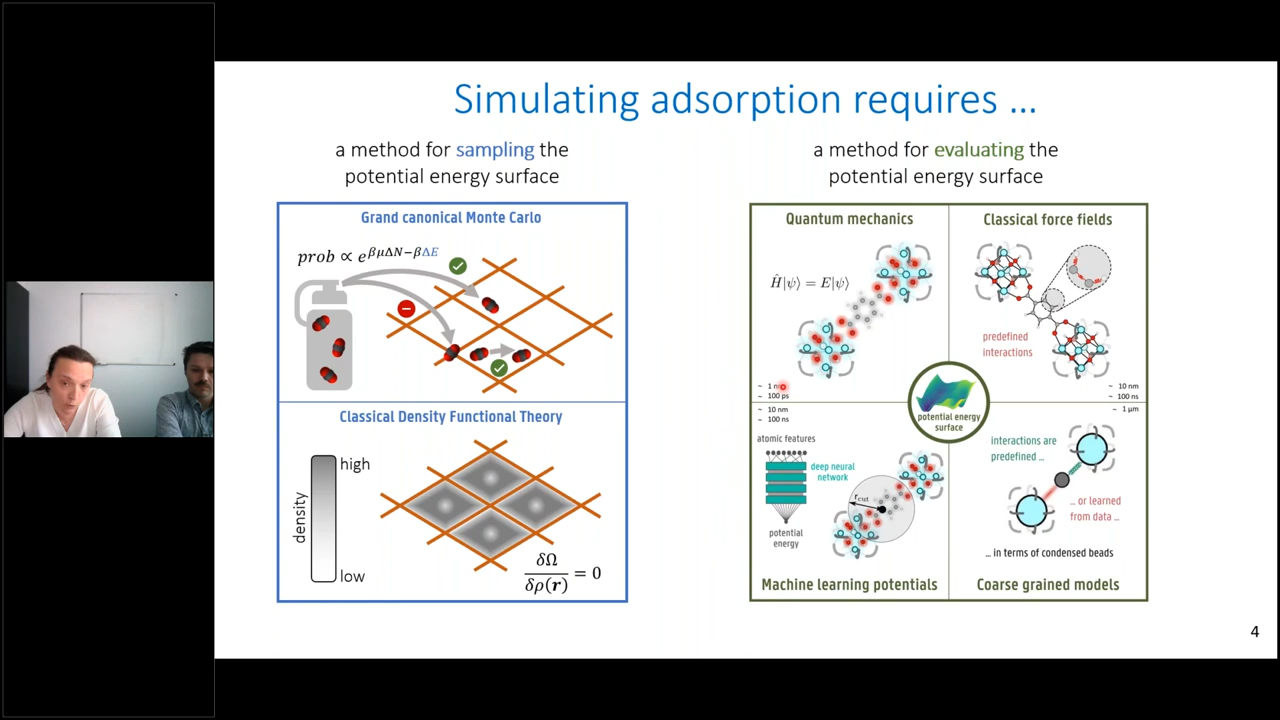 Simulating adsorption requires ...
a method for sampling the
potential energy surface
Grand canonical Monte Carlo
prob ∝ e^{βμΔN−βΔE}
Classical Density Functional Theory
density
high
low
δΩ/δρ(r) = 0
a method for evaluating the
potential energy surface
Quantum mechanics
Ĥ|ψ⟩ = E|ψ⟩
~ 100 ps
Classical force fields
predefined
interactions
~ 10 nm
~ 100 ns
potential energy
surface
~ 10 nm
~ 100 ns
atomic features
deep neural
network
potential
energy
r_cut
Machine learning potentials
~ 1 μm
interactions are
predefined ...
... or learned
from data ...
... in terms of condensed beads
Coarse grained models
4